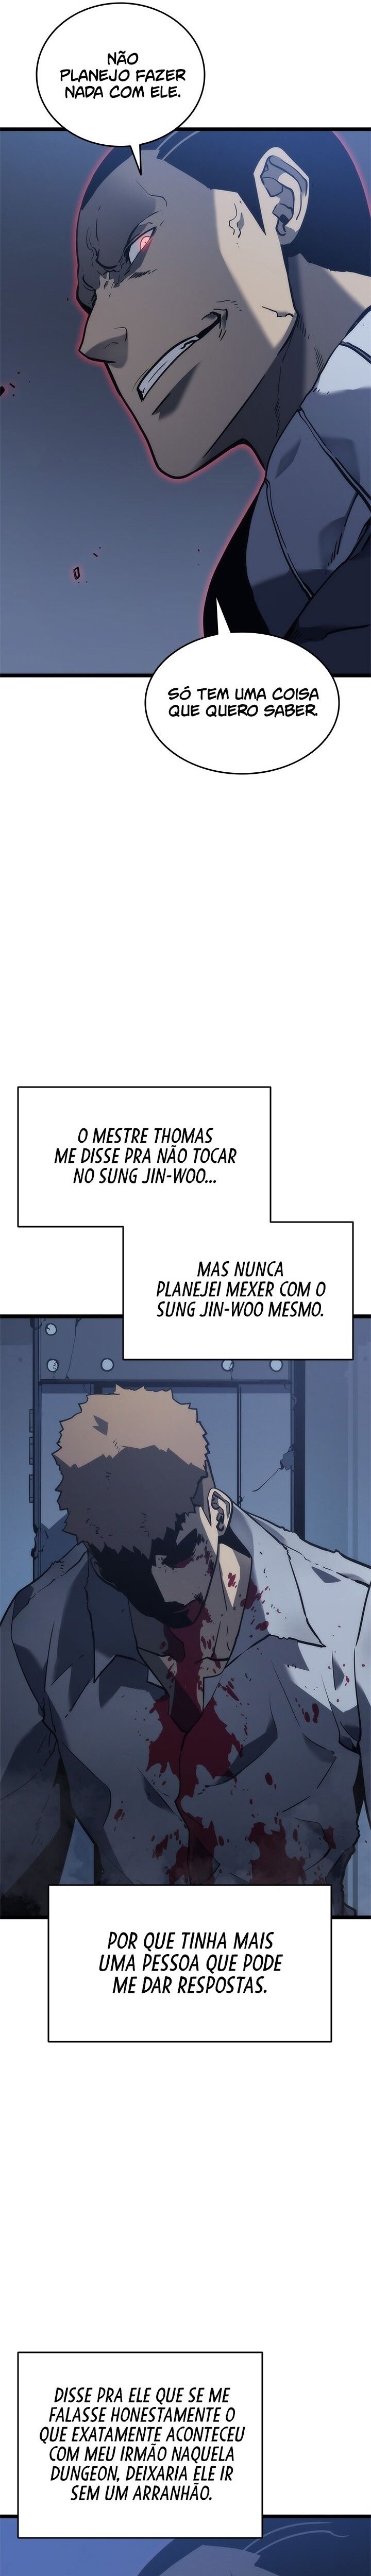 NÃO
PLANEJO FAZER
NADA COM ELE.
SÓ TEM UMA COISA
QUE QUERO SABER.
O MESTRE THOMAS
ME DISSE PRA NÃO TOCAR
NO SUNG JIN-WOO...
MAS NUNCA
PLANEJEI MEXER COM O
SUNG JIN-WOO MESMO.
POR QUE TINHA MAIS
UMA PESSOA QUE PODE
ME DAR RESPOSTAS.
DISSE PRA ELE QUE SE ME
FALASSE HONESTAMENTE O
QUE EXATAMENTE ACONTECEU
COM MEU IRMÃO NAQUELA
DUNGEON, DEIXARIA ELE IR
SEM UM ARRANHÃO.